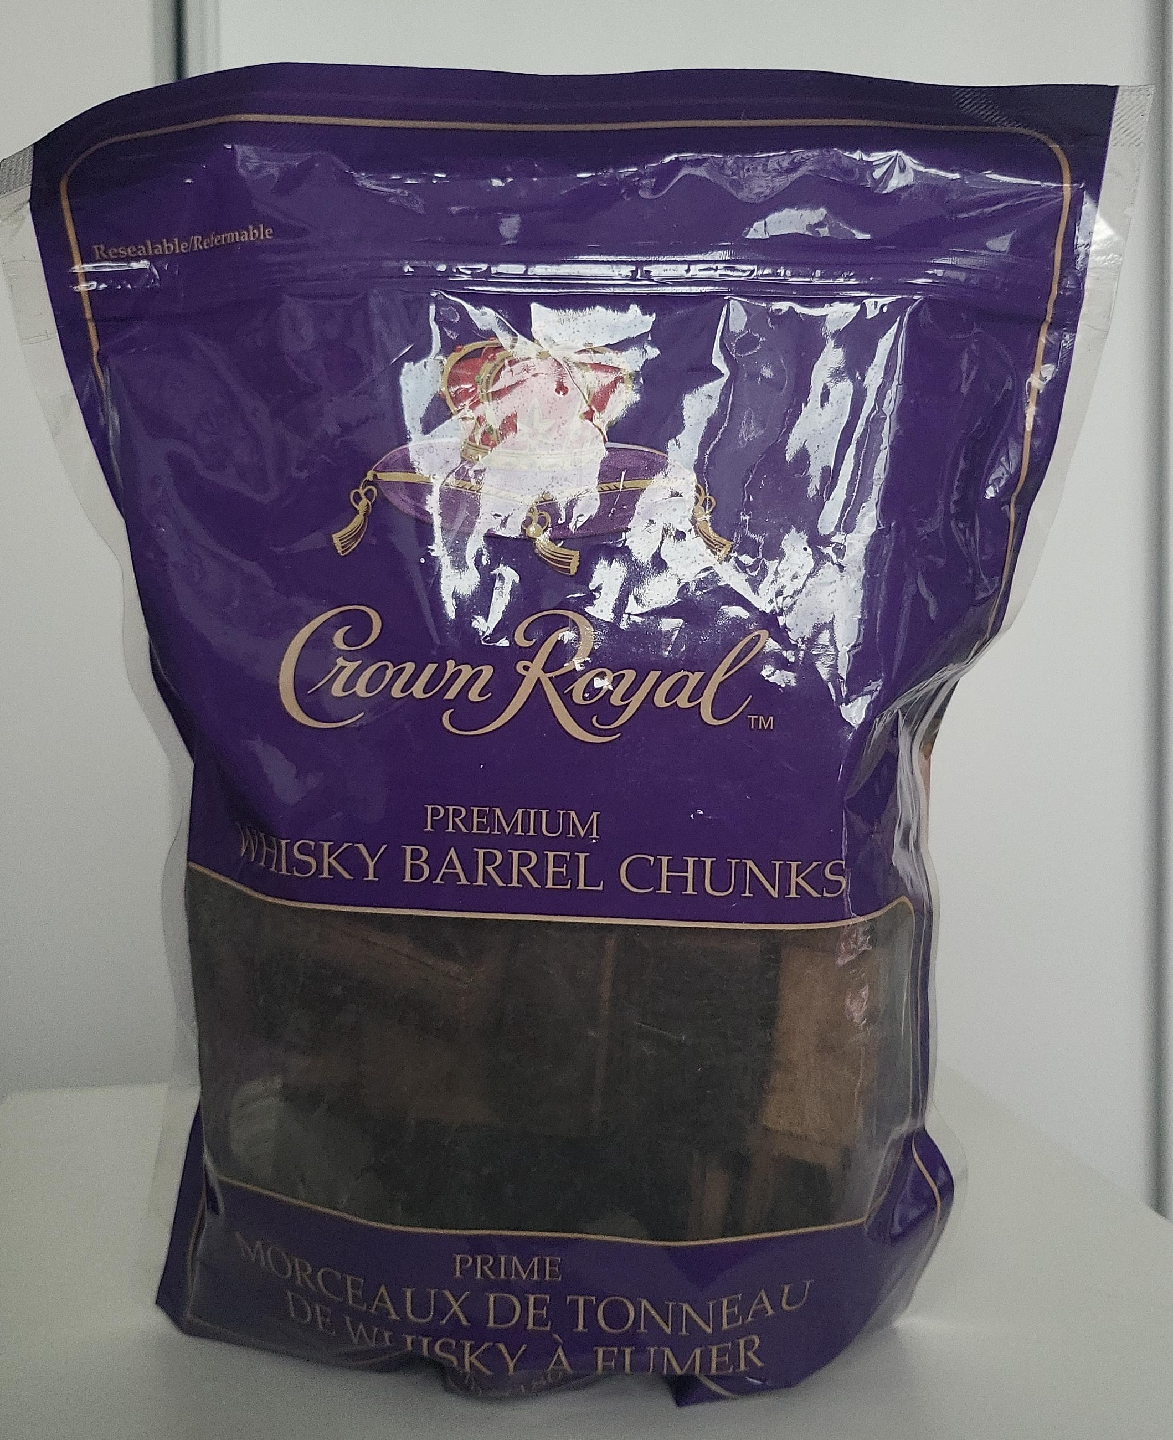 Resealable/Refermable
Crown Royal™
PREMIUM
WHISKY BARREL CHUNKS
PRIME
MORCEAUX DE TONNEAU
DE WHISKY À FUMER